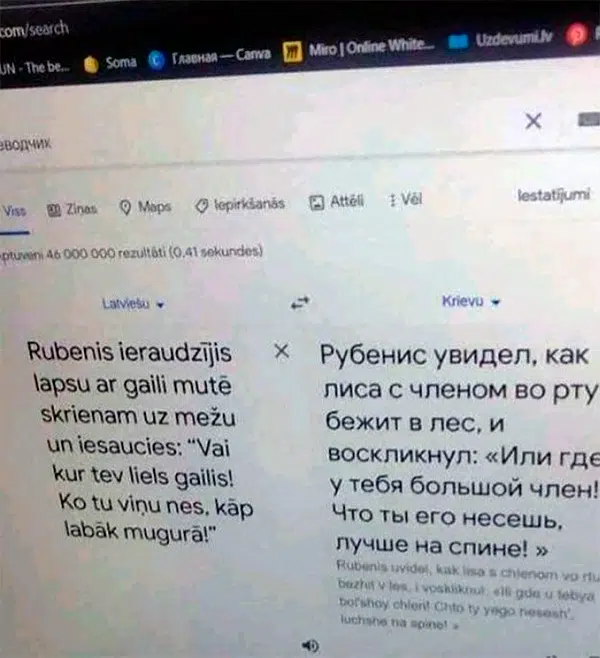 com/search
UN - The be...
Soma
Главная — Canva
Miro | Online White...
Uzdevumi.lv
еводчик
Viss
Ziņas
Maps
Iepirkšanās
Attēli
Vēl
Iestatījumi
ptuveni 46 000 000 rezultāti (0,41 sekundes)
Latviešu
Krievu
Rubenis ieraudzījis
lapsu ar gaili mutē
skrienam uz mežu
un iesaucies: “Vai
kur tev liels gailis!
Ko tu viņu nes, kāp
labāk mugurā!”
Рубенис увидел, как
лиса с членом во рту
бежит в лес, и
воскликнул: «Или где
у тебя большой член!
Что ты его несешь,
лучше на спине! »
Rubenis uvidel, kak lisa s chlenom vo rtu
bezhit v les, i voskliknul: «Ili gde u tebya
bol'shoy chlen! Chto ty yego nesesh',
luchshe na spine! »